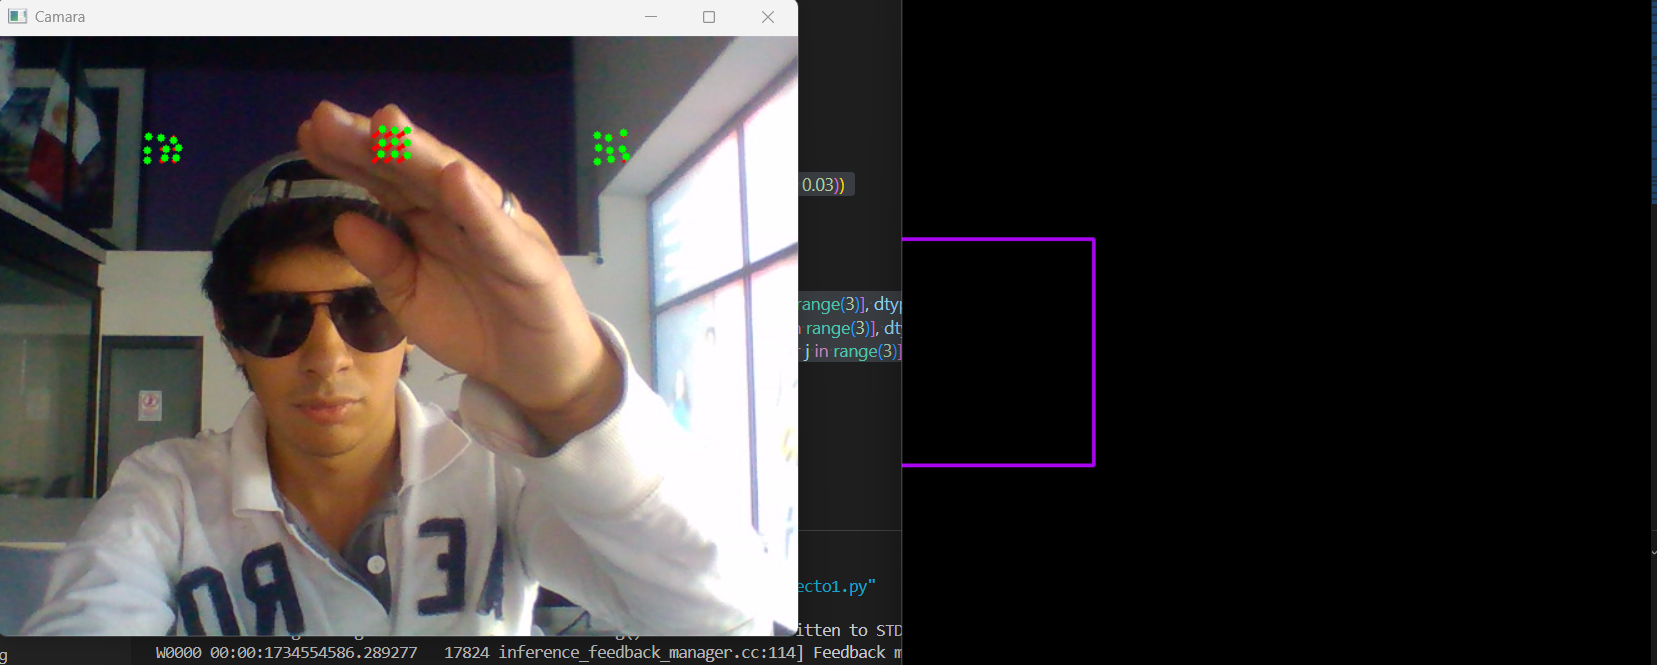 Camara
0.03))
range(3)], dtyp
n range(3)], dt
r j in range(3)]
ecto1.py"
itten to STD
g
W0000 00:00:1734554586.289277 17824 inference_feedback_manager.cc:114] Feedback m